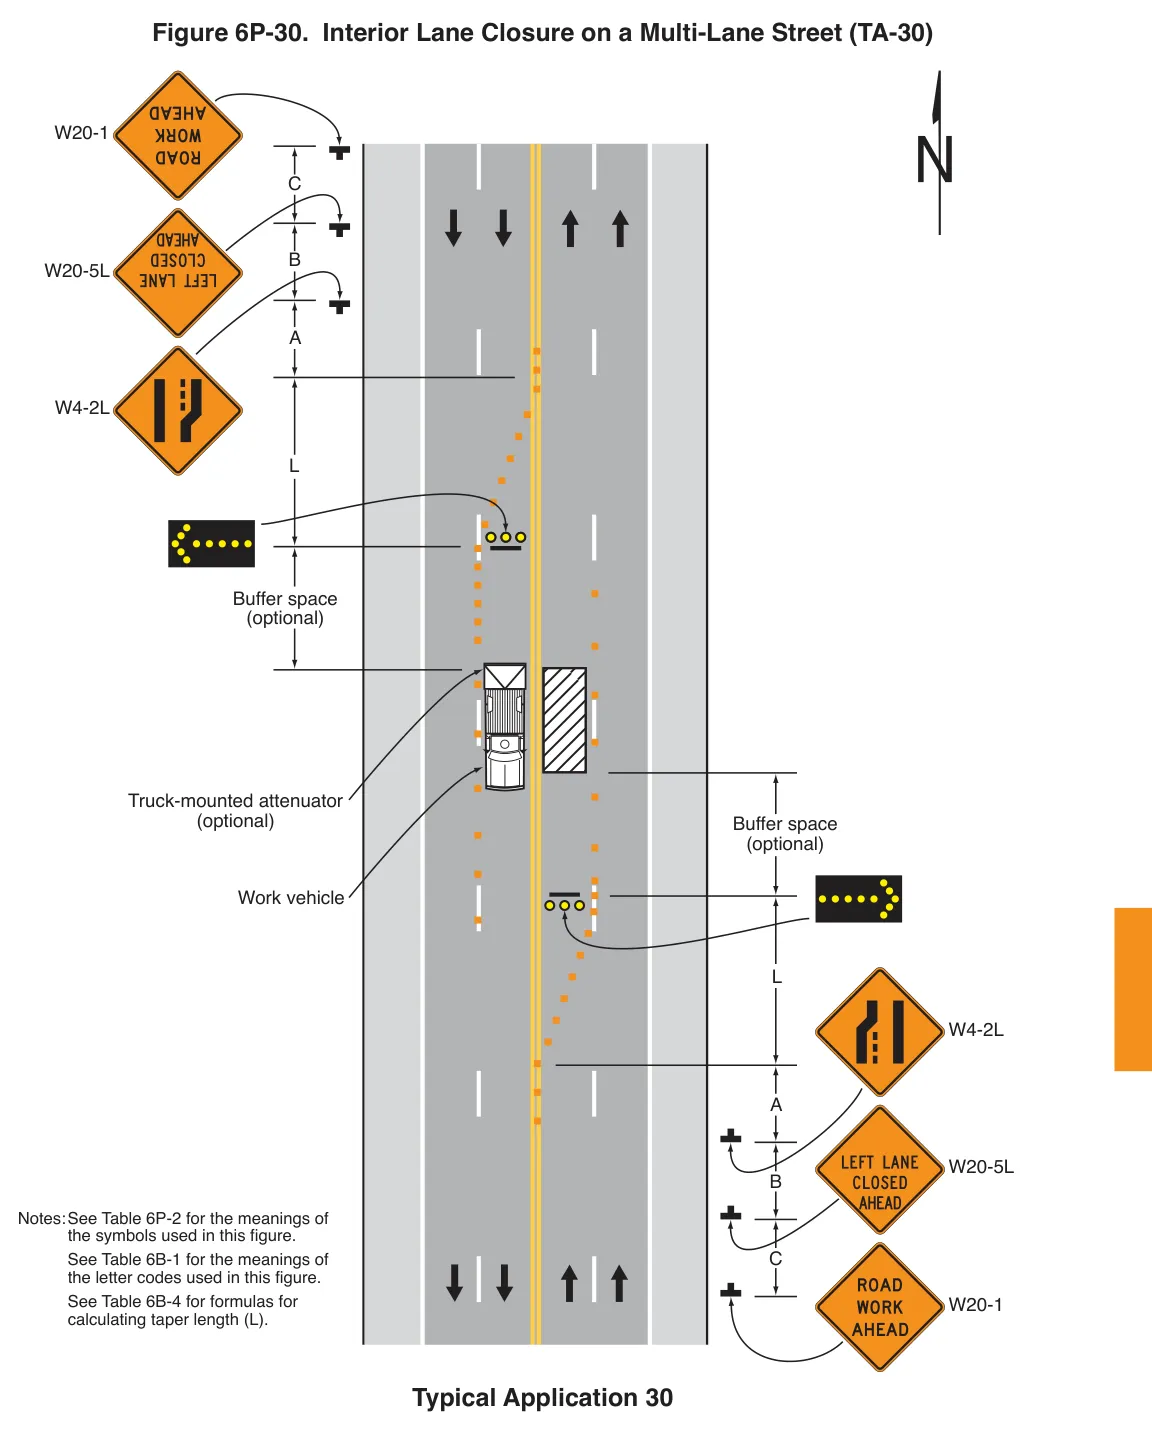 Figure 6P-30. Interior Lane Closure on a Multi-Lane Street (TA-30)
W20-1
ROAD
WORK
AHEAD
C
W20-5L
LEFT LANE
CLOSED
AHEAD
B
A
W4-2L
L
Buffer space
(optional)
N
Truck-mounted attenuator
(optional)
Work vehicle
Buffer space
(optional)
L
W4-2L
A
LEFT LANE
CLOSED
AHEAD
W20-5L
B
C
ROAD
WORK
AHEAD
W20-1
Notes: See Table 6P-2 for the meanings of
the symbols used in this figure.
See Table 6B-1 for the meanings of
the letter codes used in this figure.
See Table 6B-4 for formulas for
calculating taper length (L).
Typical Application 30